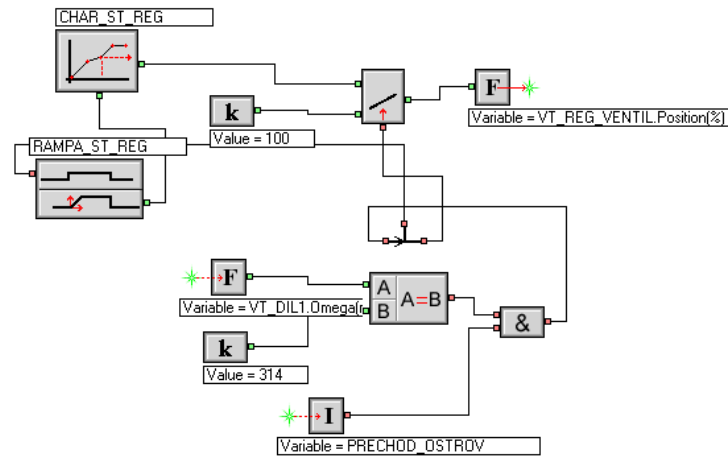 CHAR_ST_REG
k
Value = 100
F
Variable = VT_REG_VENTIL.Position(%)
RAMPA_ST_REG
F
Variable = VT_DIL1.Omega(r
A
B
A=B
&
k
Value = 314
I
Variable = PRECHOD_OSTROV